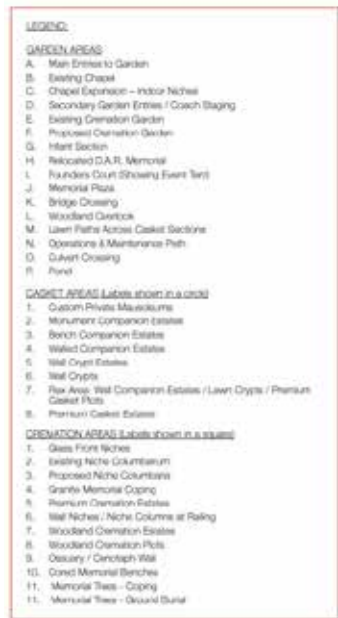 LEGEND:
GARDEN AREAS
A. Main Entries to Garden
B. Existing Chapel
C. Chapel Expansion – Indoor Niches
D. Secondary Garden Entries / Coach Staging
E. Existing Cremation Garden
F. Proposed Cremation Garden
G. Infant Section
H. Relocated D.A.R. Memorial
I. Founders Court (Showing Event Tent)
J. Memorial Plaza
K. Bridge Crossing
L. Woodland Overlook
M. Lawn Paths Across Casket Sections
N. Operations & Maintenance Path
O. Culvert Crossing
P. Pond
CASKET AREAS (Labels shown in a circle)
1. Custom Private Mausoleums
2. Monument Companion Estates
3. Bench Companion Estates
4. Walled Companion Estates
5. Wall Crypt Estates
6. Wall Crypts
7. Flex Area: Wall Companion Estates / Lawn Crypts / Premium
Casket Plots
8. Premium Casket Estates
CREMATION AREAS (Labels shown in a square)
1. Glass Front Niches
2. Existing Niche Columbarium
3. Proposed Niche Columbaria
4. Granite Memorial Coping
5. Premium Cremation Estates
6. Wall Niches / Niche Columns at Railing
7. Woodland Cremation Estates
8. Woodland Cremation Plots
9. Ossuary / Cenotaph Wall
10. Cored Memorial Benches
11. Memorial Trees - Coping
11. Memorial Trees - Ground Burial